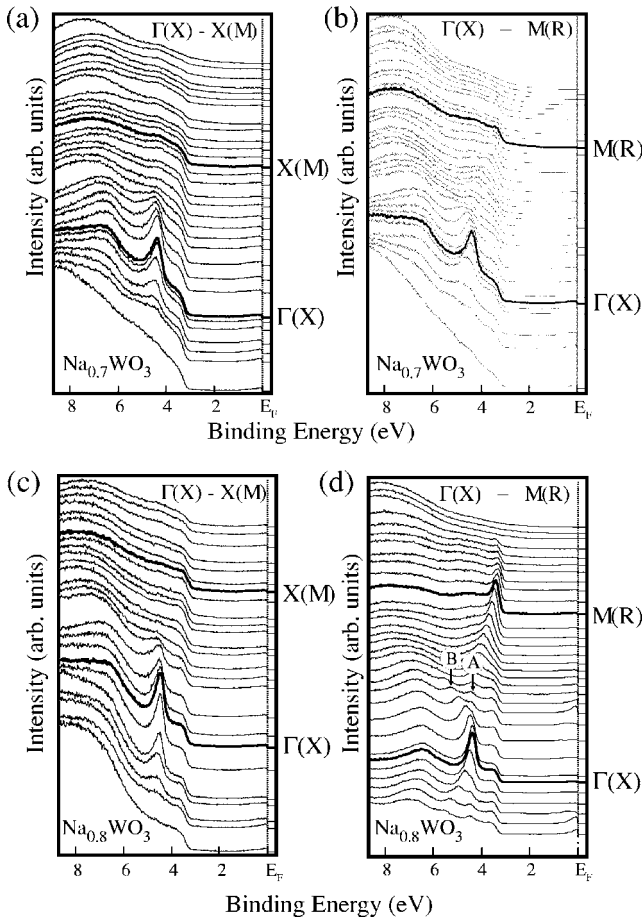 (a)
Γ(X) - X(M)
Intensity (arb. units)
X(M)
Γ(X)
Na0.7WO3
8 6 4 2 EF
(b)
Γ(X) – M(R)
Intensity (arb. units)
M(R)
Γ(X)
Na0.7WO3
8 6 4 2 EF
Binding Energy (eV)
(c)
Γ(X) - X(M)
Intensity (arb. units)
X(M)
Γ(X)
Na0.8WO3
8 6 4 2 EF
(d)
Γ(X) – M(R)
Intensity (arb. units)
M(R)
B A
Γ(X)
Na0.8WO3
8 6 4 2 EF
Binding Energy (eV)